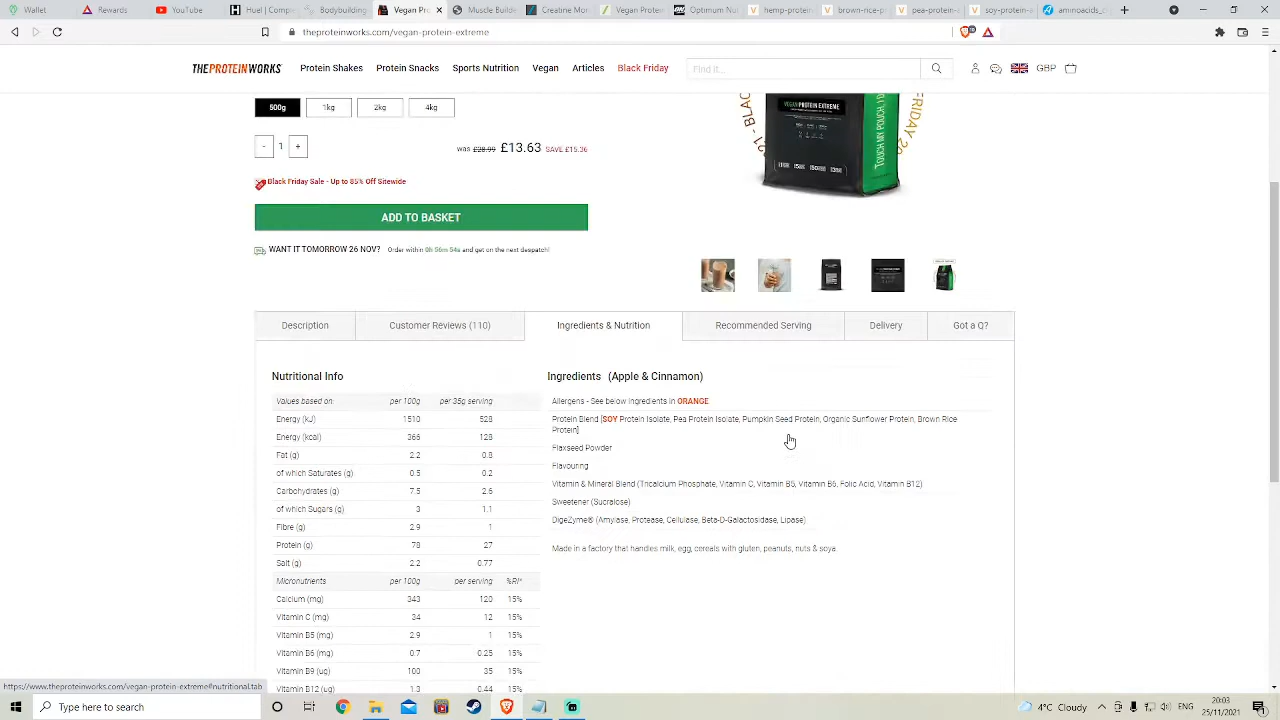 Wallet Rewards YouTube Huel | Comp Bodybuilding Vegan Pro Muscle Build Creatine Mon Vegan Protei Optimum Nut hemp-protein brown-rice-p pea-protein- soy-protein-i aminoacids_c
theproteinworks.com/vegan-protein-extreme
THEPROTEINWORKS Protein Shakes Protein Snacks Sports Nutrition Vegan Articles Black Friday Find it... GBP
500g 1kg 2kg 4kg
VEGAN PROTEIN EXTREME
TOUCH MY POUCH, Y
- 1 + was £28.99 £13.63 SAVE £15.36
Black Friday Sale - Up to 85% Off Sitewide
ADD TO BASKET
WANT IT TOMORROW 26 NOV? Order within 0h 56m 54s and get on the next despatch!
Description Customer Reviews (110) Ingredients & Nutrition Recommended Serving Delivery Got a Q?
Nutritional Info
Values based on: per 100g per 35g serving
Energy (kJ) 1510 528
Energy (kcal) 366 128
Fat (g) 2.2 0.8
of which Saturates (g) 0.5 0.2
Carbohydrates (g) 7.5 2.6
of which Sugars (g) 3 1.1
Fibre (g) 2.9 1
Protein (g) 78 27
Salt (g) 2.2 0.77
Micronutrients per 100g per serving %RI*
Calcium (mg) 343 120 15%
Vitamin C (mg) 34 12 15%
Vitamin B5 (mg) 2.9 1 15%
Vitamin B6 (mg) 0.7 0.25 15%
Vitamin B9 (ug) 100 35 15%
Vitamin B12 (ug) 1.3 0.44 15%
Ingredients (Apple & Cinnamon)
Allergens - See below ingredients in ORANGE
Protein Blend [SOY Protein Isolate, Pea Protein Isolate, Pumpkin Seed Protein, Organic Sunflower Protein, Brown Rice
Protein]
Flaxseed Powder
Flavouring
Vitamin & Mineral Blend (Tricalcium Phosphate, Vitamin C, Vitamin B5, Vitamin B6, Folic Acid, Vitamin B12)
Sweetener (Sucralose)
DigeZyme® (Amylase, Protease, Cellulase, Beta-D-Galactosidase, Lipase)
Made in a factory that handles milk, egg, cereals with gluten, peanuts, nuts & soya.
https://www.theproteinworks.com/vegan-protein-extreme#nutritional.tab
Type here to search 4°C Cloudy ENG 20:03
25/11/2021